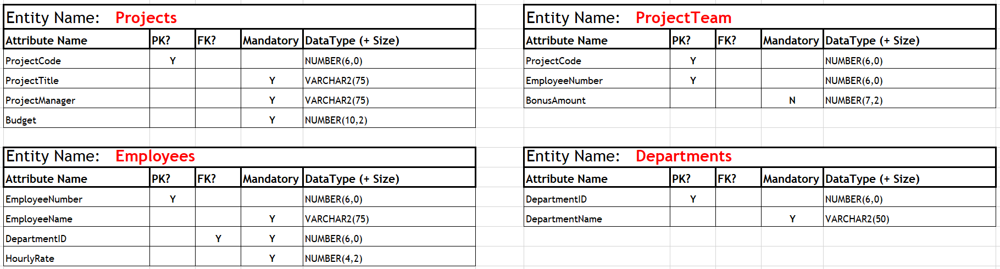 Entity Name: Projects
Attribute Name PK? FK? Mandatory DataType (+ Size)
ProjectCode Y NUMBER(6,0)
ProjectTitle Y VARCHAR2(75)
ProjectManager Y VARCHAR2(75)
Budget Y NUMBER(10,2)
Entity Name: ProjectTeam
Attribute Name PK? FK? Mandatory DataType (+ Size)
ProjectCode Y NUMBER(6,0)
EmployeeNumber Y NUMBER(6,0)
BonusAmount N NUMBER(7,2)
Entity Name: Employees
Attribute Name PK? FK? Mandatory DataType (+ Size)
EmployeeNumber Y NUMBER(6,0)
EmployeeName Y VARCHAR2(75)
DepartmentID Y Y NUMBER(6,0)
HourlyRate Y NUMBER(4,2)
Entity Name: Departments
Attribute Name PK? FK? Mandatory DataType (+ Size)
DepartmentID Y NUMBER(6,0)
DepartmentName Y VARCHAR2(50)